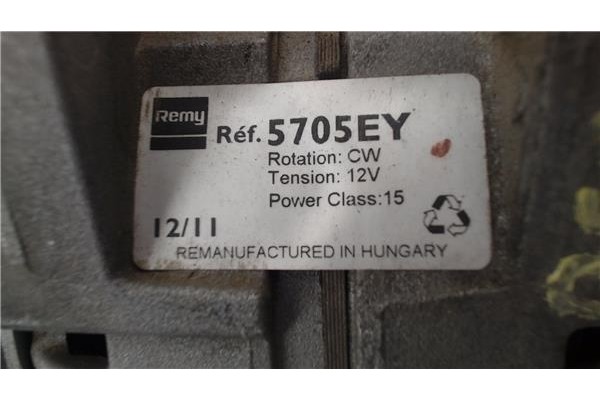 Remy
Réf. 5705EY
Rotation: CW
Tension: 12V
Power Class:15
12/11
REMANUFACTURED IN HUNGARY